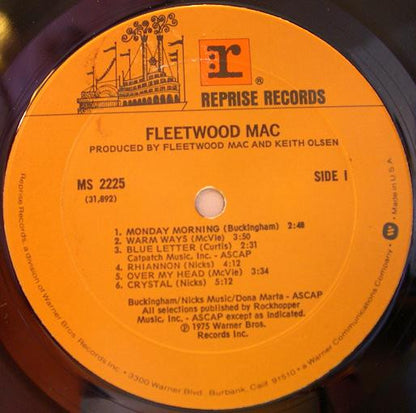 r
®
REPRISE RECORDS
FLEETWOOD MAC
PRODUCED BY FLEETWOOD MAC AND KEITH OLSEN
MS 2225
SIDE I
(31,892)
1. MONDAY MORNING (Buckingham) 2:48
2. WARM WAYS (McVie) 3:50
3. BLUE LETTER (Curtis) 2:31
Catpatch Music, Inc. - ASCAP
4. RHIANNON (Nicks) 4:12
5. OVER MY HEAD (McVie) 3:34
6. CRYSTAL (Nicks) 5:12
Buckingham/Nicks Music/Dona Marta - ASCAP
All selections published by Rockhopper
Music, Inc. - ASCAP except as indicated.
℗ 1975 Warner Bros.
Records Inc.
Reprise Records, a division of Warner Bros. Records Inc. • 3300 Warner Blvd., Burbank, Calif. 91510 • a Warner Communications Company • W • Made in U.S.A.